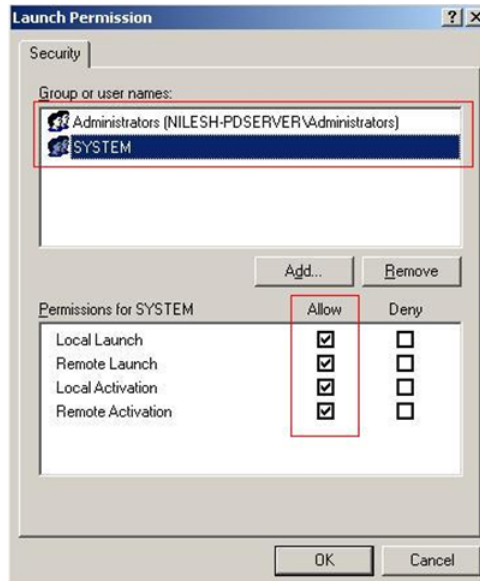 Launch Permission
Security
Group or user names:
Administrators (NILESH-PDSERVER\Administrators)
SYSTEM
Add...
Remove
Permissions for SYSTEM
Allow
Deny
Local Launch
Remote Launch
Local Activation
Remote Activation
OK
Cancel